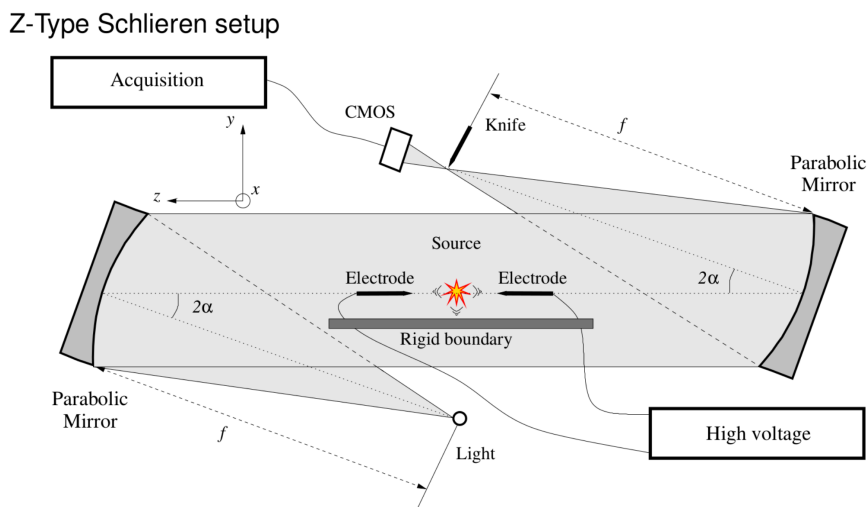 Z-Type Schlieren setup
Acquisition
CMOS
Knife
f
y
x
z
Parabolic
Mirror
Source
Electrode
Electrode
2α
2α
Rigid boundary
Parabolic
Mirror
f
Light
High voltage